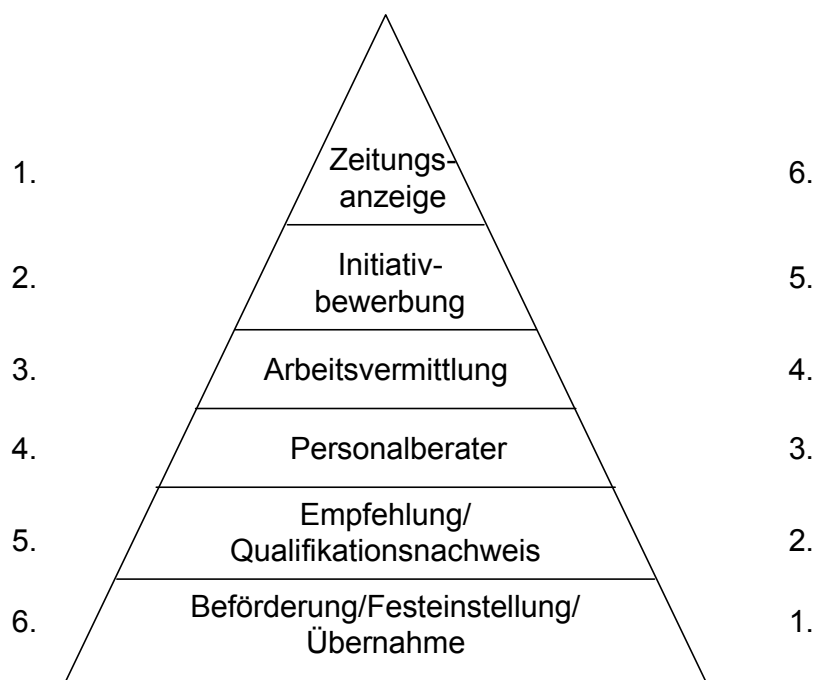 1.
Zeitungs-
anzeige
6.
2.
Initiativ-
bewerbung
5.
3.
Arbeitsvermittlung
4.
4.
Personalberater
3.
5.
Empfehlung/
Qualifikationsnachweis
2.
6.
Beförderung/Festeinstellung/
Übernahme
1.